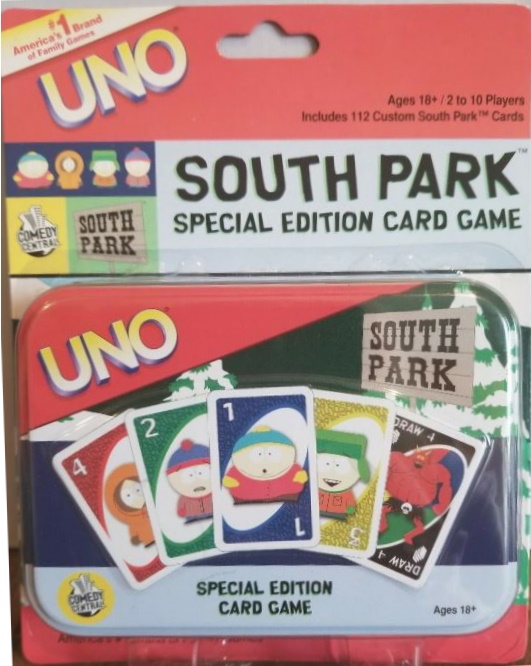 #1
America's Brand
of Family Games
UNO
Ages 18+ / 2 to 10 Players
Includes 112 Custom South Park™ Cards
SOUTH PARK™
SPECIAL EDITION CARD GAME
COMEDY
CENTRAL
SOUTH
PARK
UNO
SOUTH
PARK
4
2
1
DRAW 4
1
3
DRAW 4
COMEDY
CENTRAL
SPECIAL EDITION
CARD GAME
Ages 18+